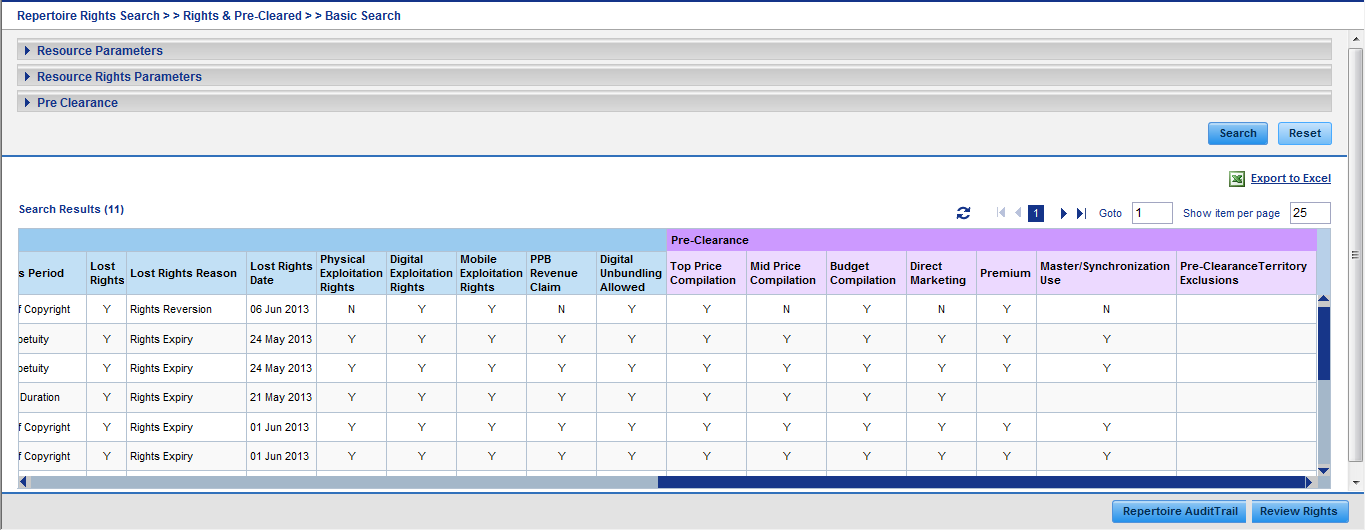 Repertoire Rights Search > > Rights & Pre-Cleared > > Basic Search
Resource Parameters
Resource Rights Parameters
Pre Clearance
Search Reset
Export to Excel
Search Results (11) 1 Goto 1 Show item per page 25
Pre-Clearance
s Period Lost Rights Lost Rights Reason Lost Rights Date Physical Exploitation Rights Digital Exploitation Rights Mobile Exploitation Rights PPB Revenue Claim Digital Unbundling Allowed Top Price Compilation Mid Price Compilation Budget Compilation Direct Marketing Premium Master/Synchronization Use Pre-ClearanceTerritory Exclusions
f Copyright Y Rights Reversion 06 Jun 2013 N Y Y N Y Y N Y N Y N
petuity Y Rights Expiry 24 May 2013 Y Y Y Y Y Y Y Y Y Y Y
petuity Y Rights Expiry 24 May 2013 Y Y Y Y Y Y Y Y Y Y Y
Duration Y Rights Expiry 21 May 2013 Y Y Y Y Y Y Y Y Y
f Copyright Y Rights Expiry 01 Jun 2013 Y Y Y Y Y Y Y Y Y Y Y
f Copyright Y Rights Expiry 01 Jun 2013 Y Y Y Y Y Y Y Y Y Y Y
Repertoire AuditTrail Review Rights